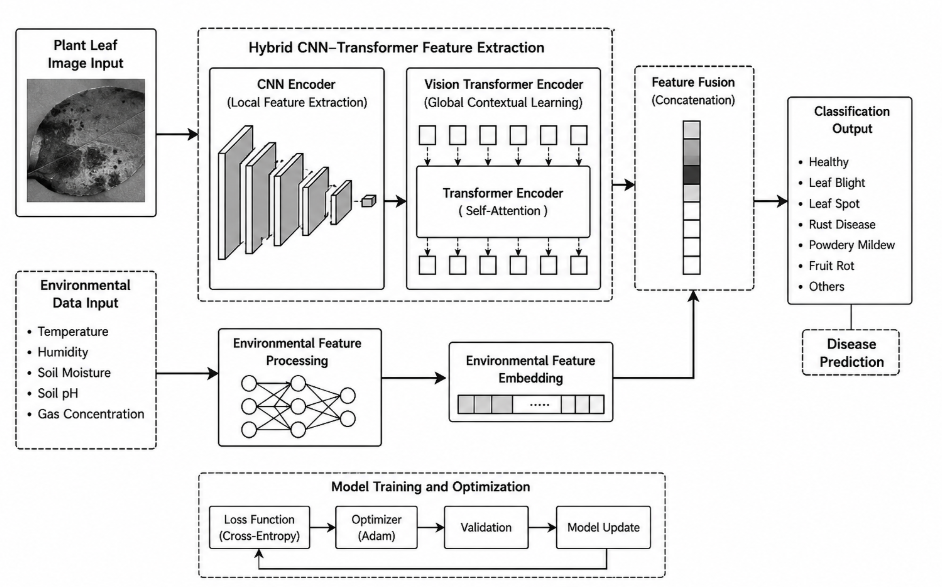 Plant Leaf
Image Input
Hybrid CNN–Transformer Feature Extraction
CNN Encoder
(Local Feature Extraction)
Vision Transformer Encoder
(Global Contextual Learning)
Transformer Encoder
( Self-Attention )
Feature Fusion
(Concatenation)
Classification
Output
• Healthy
• Leaf Blight
• Leaf Spot
• Rust Disease
• Powdery Mildew
• Fruit Rot
• Others
Disease
Prediction
Environmental
Data Input
• Temperature
• Humidity
• Soil Moisture
• Soil pH
• Gas Concentration
Environmental Feature
Processing
Environmental Feature
Embedding
.....
Model Training and Optimization
Loss Function
(Cross-Entropy)
Optimizer
(Adam)
Validation
Model Update